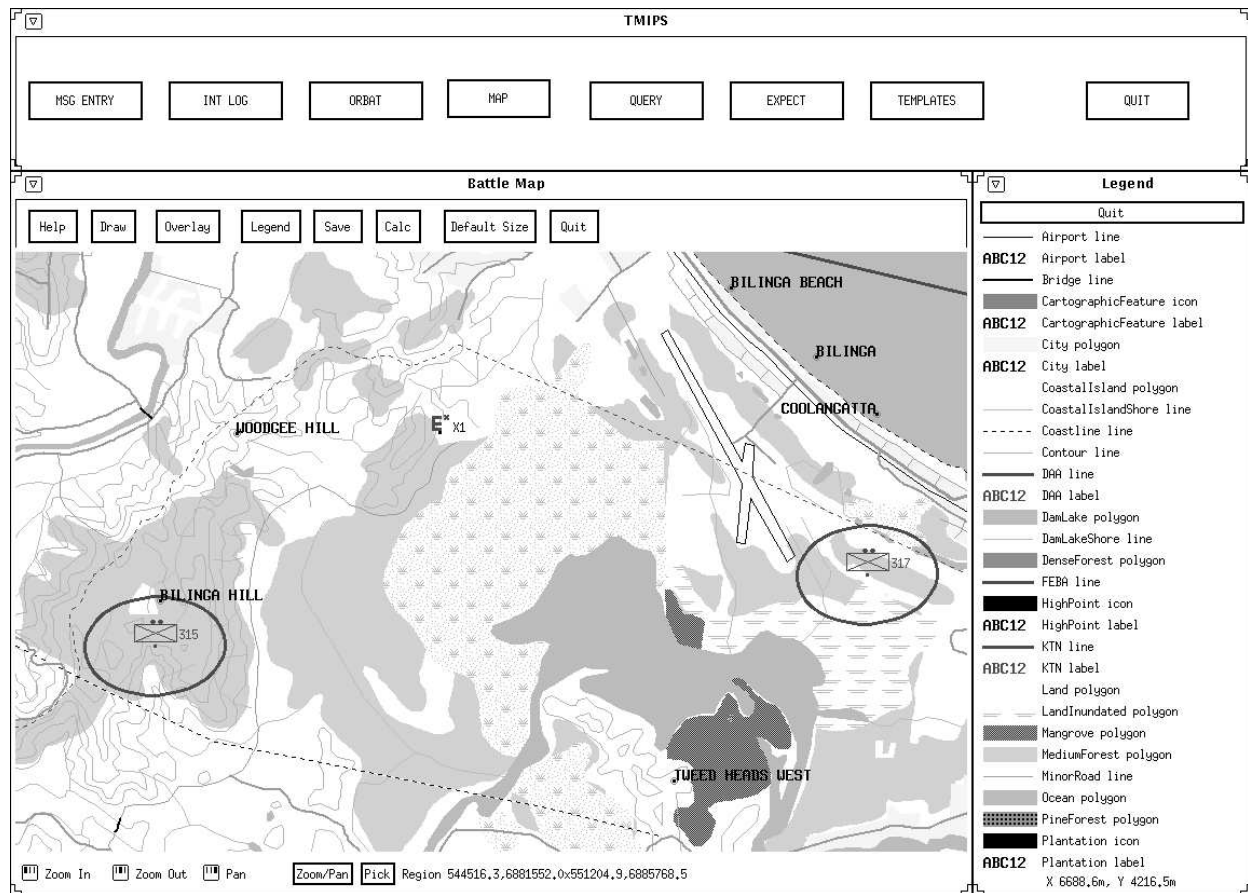 TMIPS
MSG ENTRY INT LOG ORBAT MAP QUERY EXPECT TEMPLATES QUIT
Battle Map
Help Draw Overlay Legend Save Calc Default Size Quit
BILINGA BEACH
BILINGA
COOLANGATTA
WOODGEE HILL
E× X1
317
BILINGA HILL
315
TWEED HEADS WEST
Zoom In Zoom Out Pan Zoom/Pan Pick Region 544516.3,6881552.0x551204.9,6885768.5
Legend
Quit
Airport line
ABC12 Airport label
Bridge line
CartographicFeature icon
ABC12 CartographicFeature label
City polygon
ABC12 City label
CoastalIsland polygon
CoastalIslandShore line
Coastline line
Contour line
DAA line
ABC12 DAA label
DamLake polygon
DamLakeShore line
DenseForest polygon
FEBA line
HighPoint icon
ABC12 HighPoint label
KTN line
ABC12 KTN label
Land polygon
LandInundated polygon
Mangrove polygon
MediumForest polygon
MinorRoad line
Ocean polygon
PineForest polygon
Plantation icon
ABC12 Plantation label
X 6688.6m, Y 4216.5m